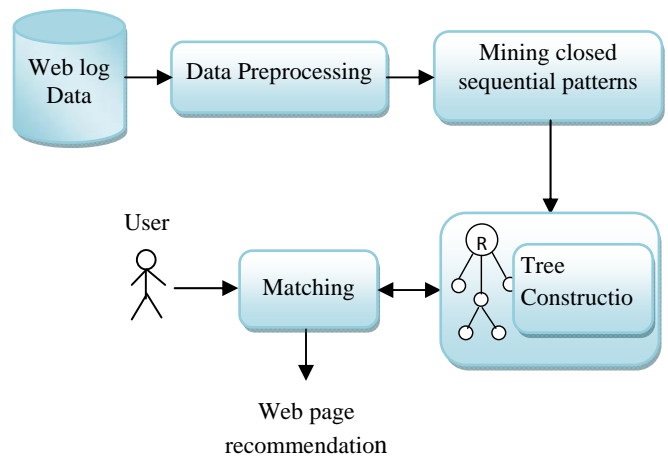 Web log
Data
Data Preprocessing
Mining closed
sequential patterns
User
R
Tree
Constructio
Matching
Web page
recommendation